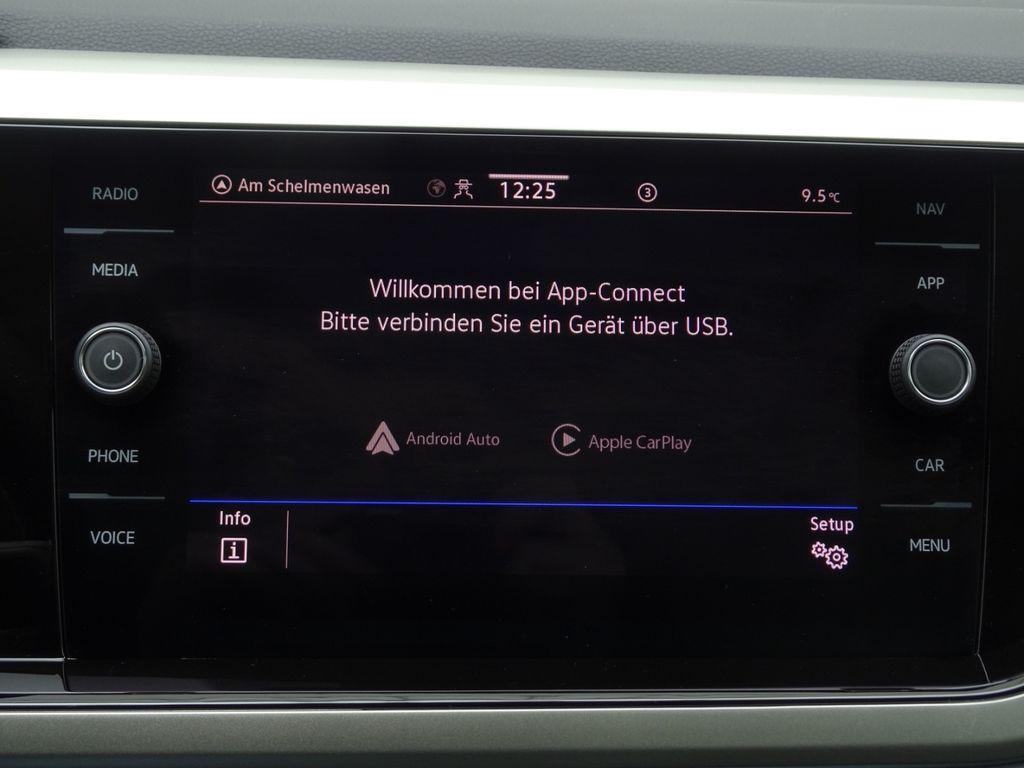 RADIO
MEDIA
PHONE
VOICE
Am Schelmenwasen
12:25
3
9.5°C
Willkommen bei App-Connect
Bitte verbinden Sie ein Gerät über USB.
Android Auto
Apple CarPlay
Info
i
Setup
NAV
APP
CAR
MENU